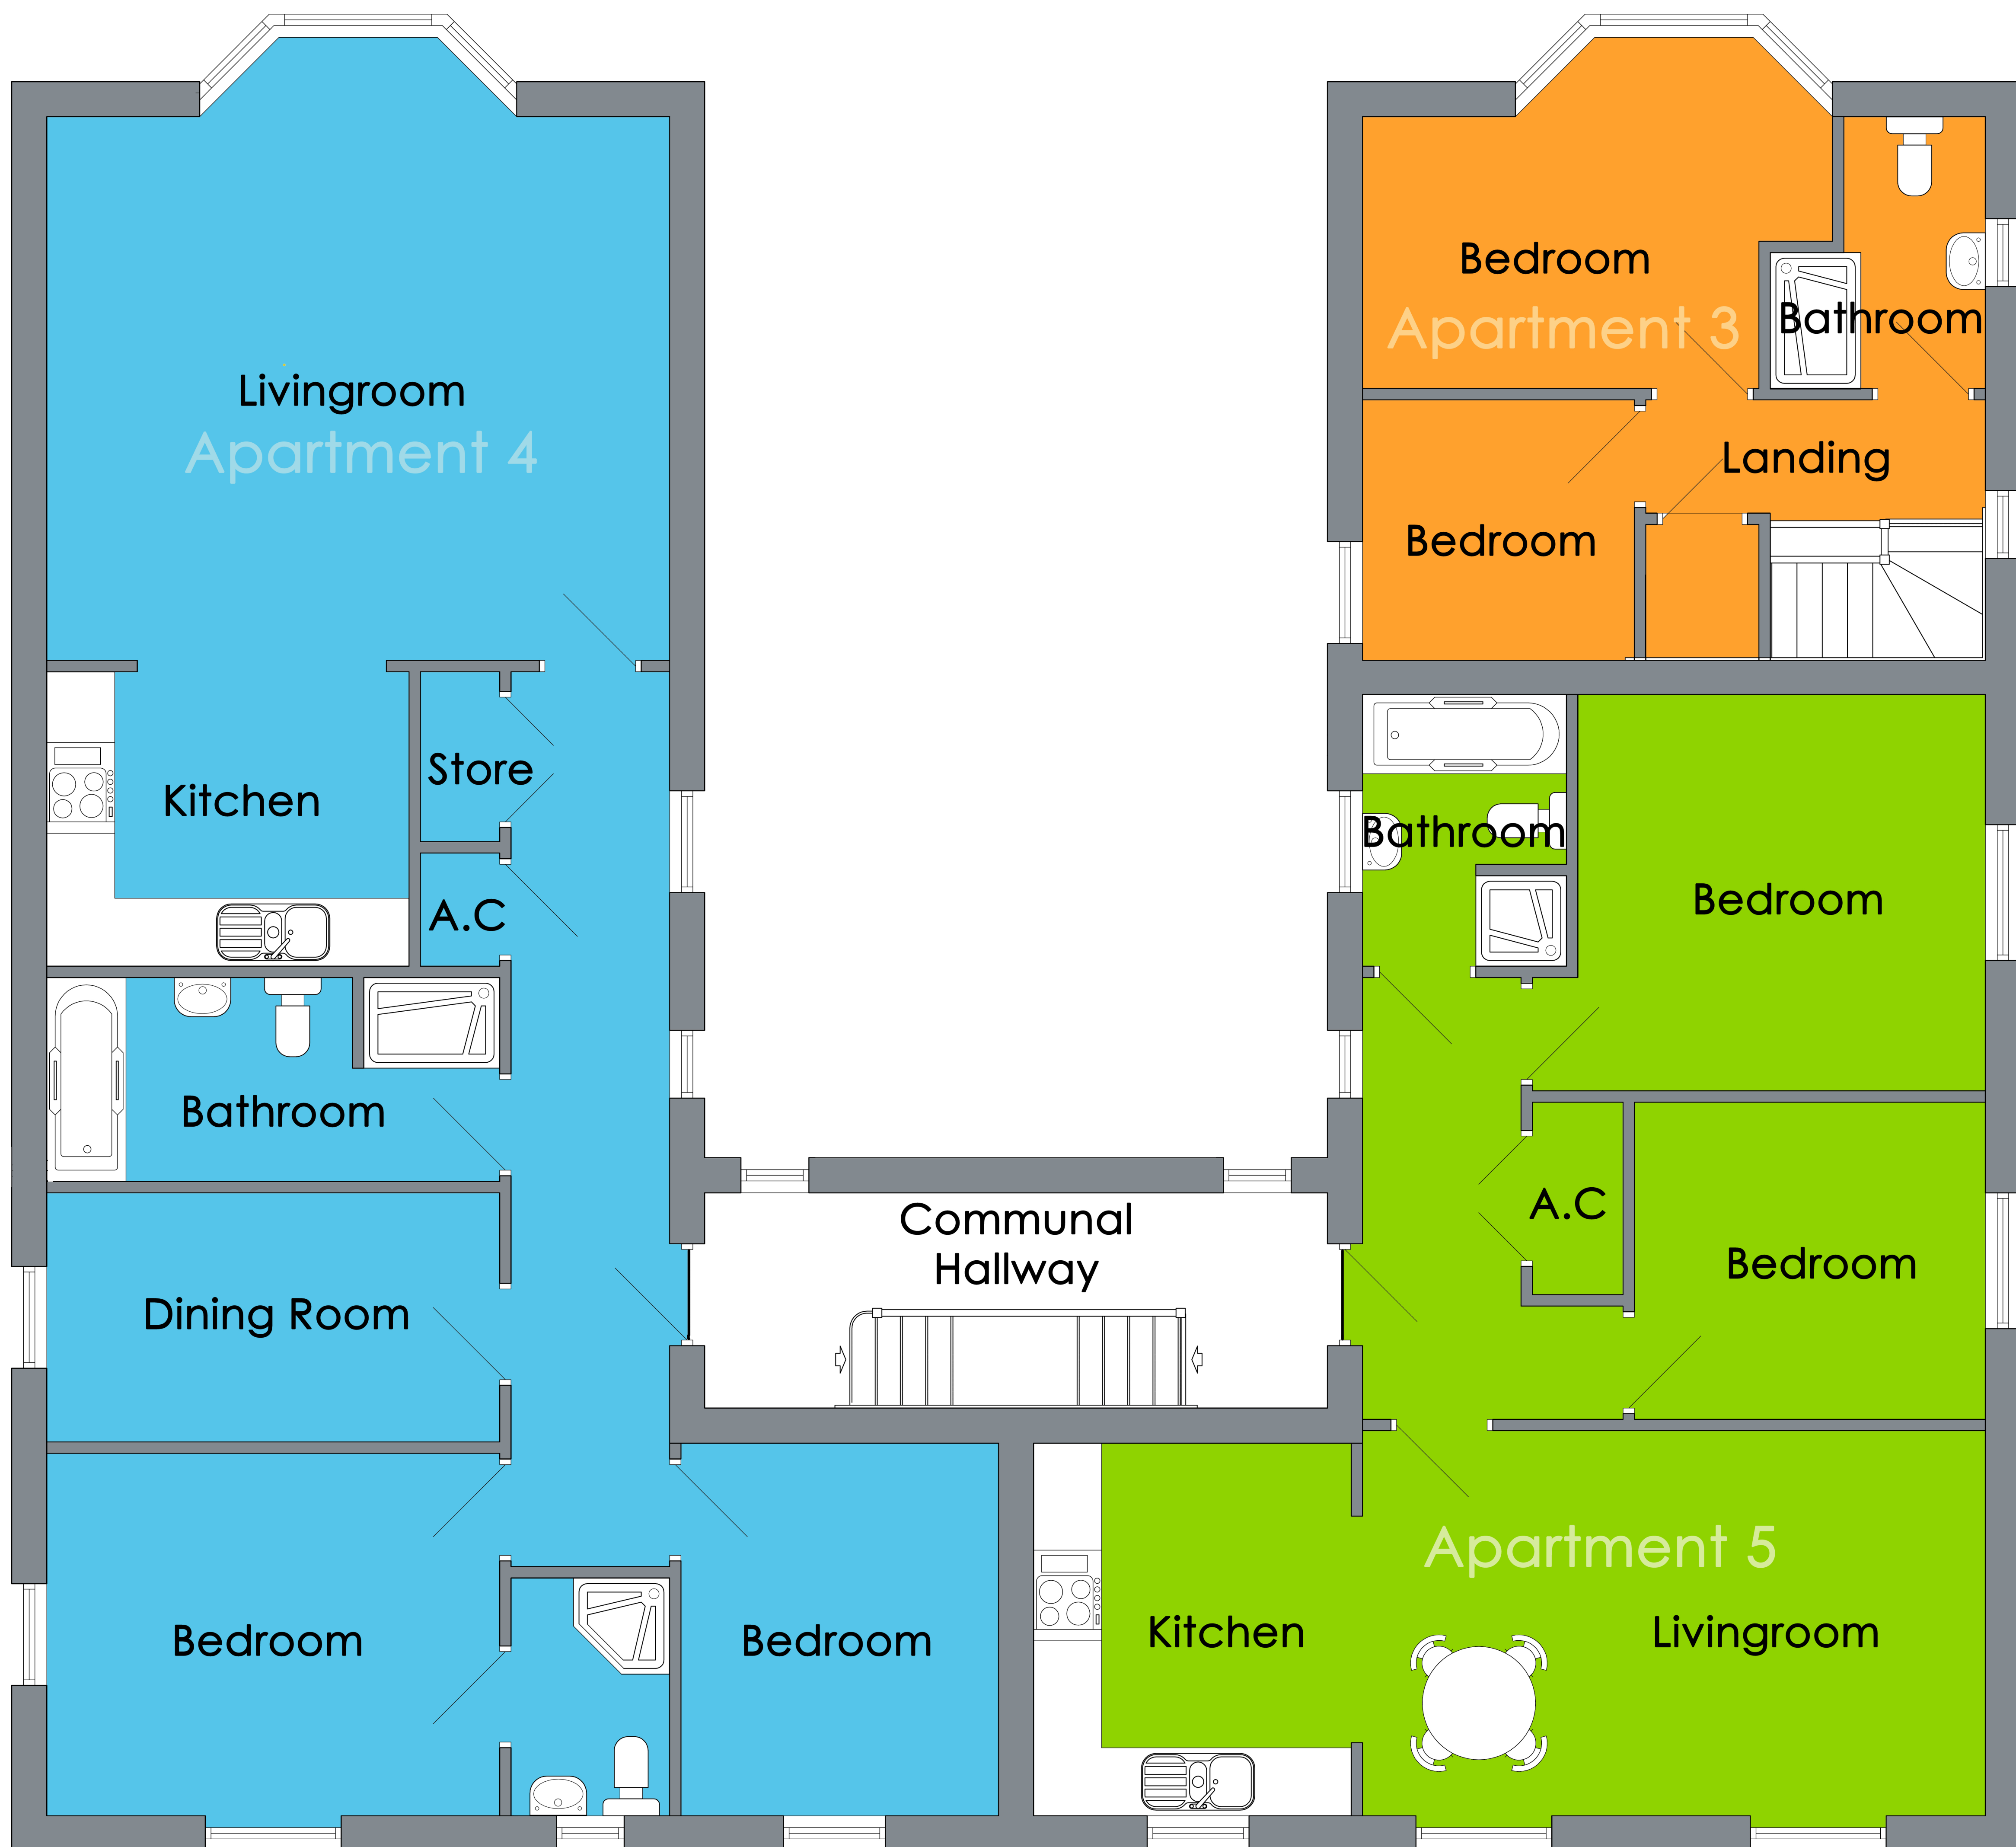 Livingroom
Apartment 4
Kitchen
Store
A.C
Bathroom
Dining Room
Bedroom
Bedroom
Communal
Hallway
Bedroom
Apartment 3
Bathroom
Landing
Bedroom
Bathroom
Bedroom
A.C
Bedroom
Apartment 5
Kitchen
Livingroom